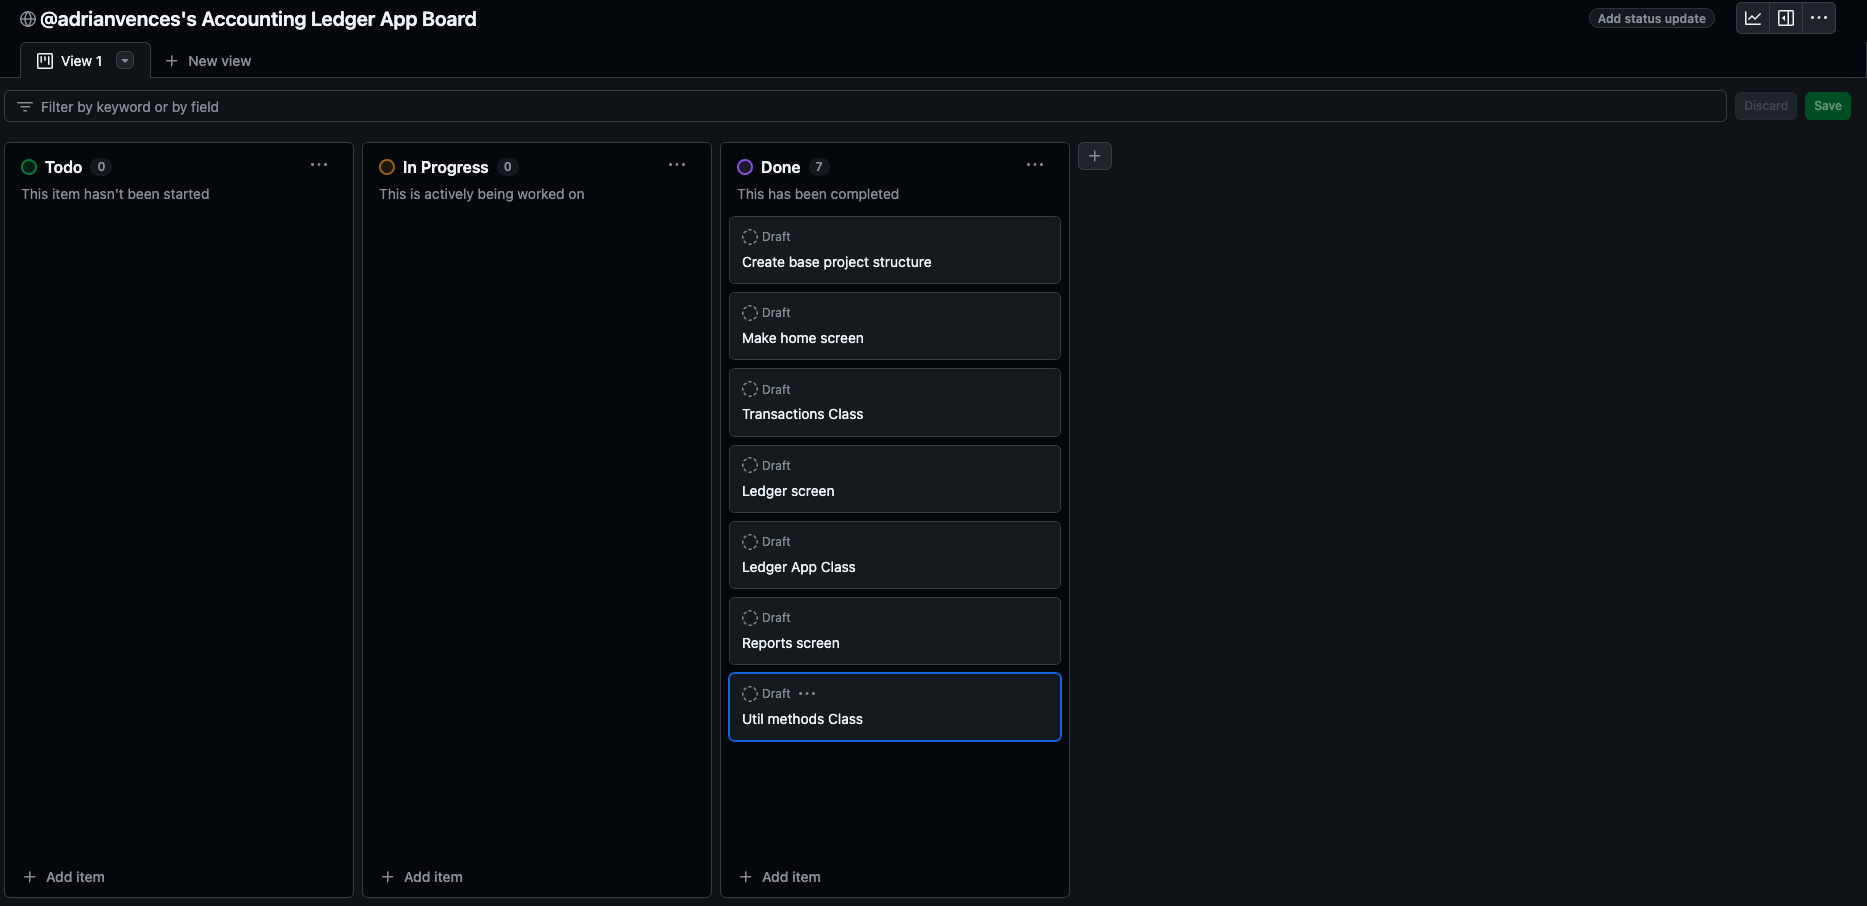 @adrianvences's Accounting Ledger App Board
Add status update
View 1
New view
Filter by keyword or by field
Discard
Save
Todo 0
This item hasn't been started
Add item
In Progress 0
This is actively being worked on
Add item
Done 7
This has been completed
Draft
Create base project structure
Draft
Make home screen
Draft
Transactions Class
Draft
Ledger screen
Draft
Ledger App Class
Draft
Reports screen
Draft
Util methods Class
Add item